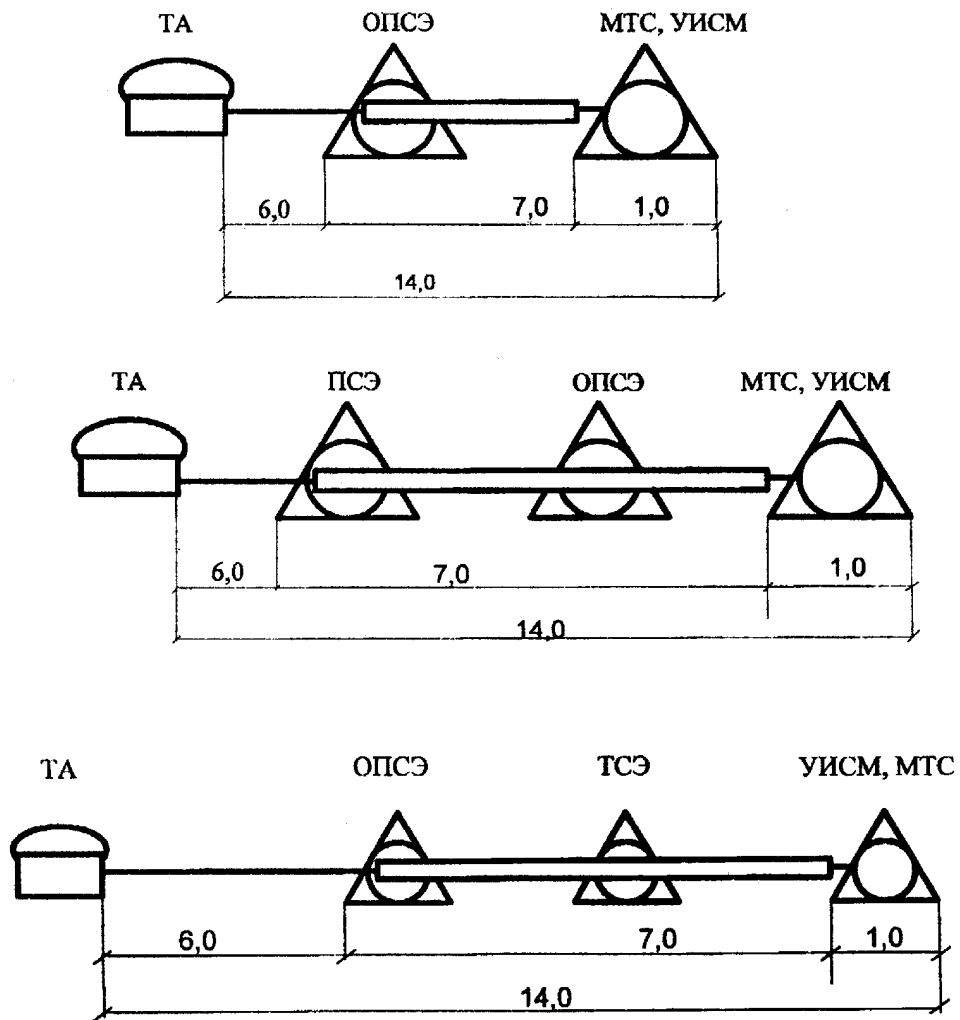 ТА ОПСЭ МТС, УИСМ
6,0 7,0 1,0
14,0
ТА ПСЭ ОПСЭ МТС, УИСМ
6,0 7,0 1,0
14,0
ТА ОПСЭ ТСЭ УИСМ, МТС
6,0 7,0 1,0
14,0